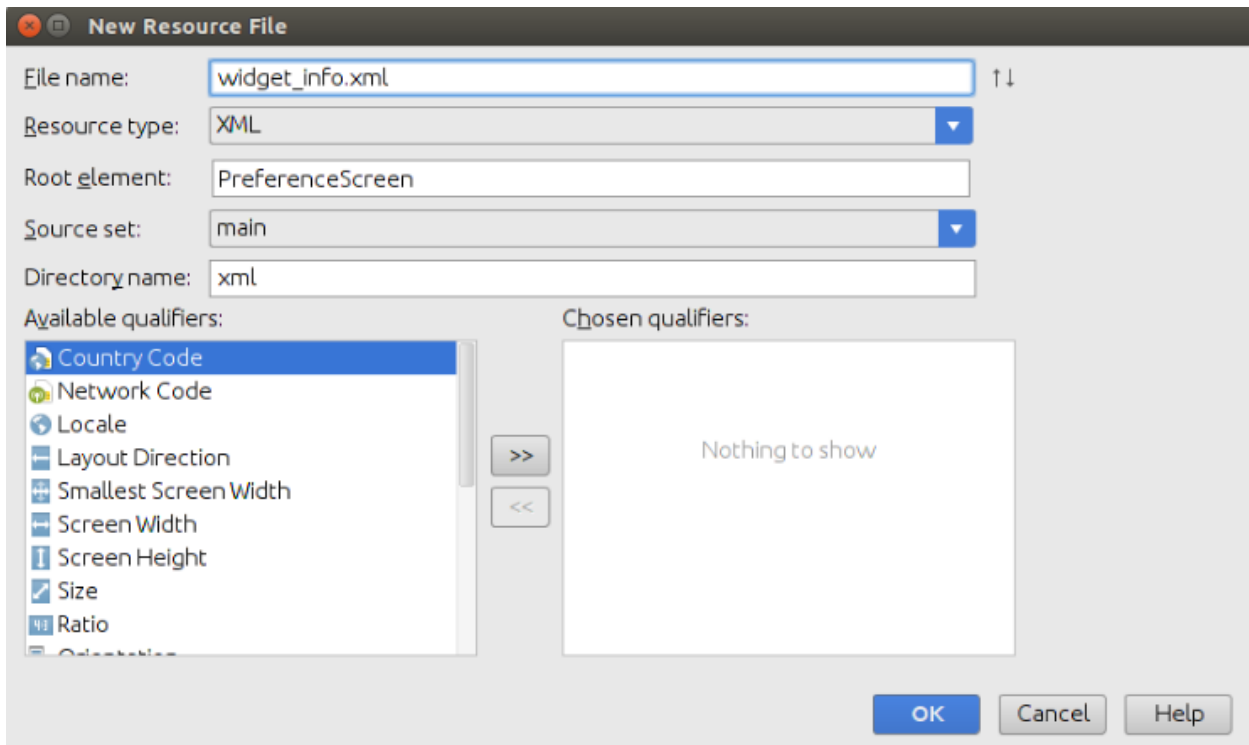 New Resource File
File name: widget_info.xml ↑↓
Resource type: XML
Root element: PreferenceScreen
Source set: main
Directory name: xml
Available qualifiers: Chosen qualifiers:
Country Code
Network Code
Locale
Layout Direction
Smallest Screen Width
Screen Width
Screen Height
Size
Ratio
Orientation
>>
<<
Nothing to show
OK Cancel Help